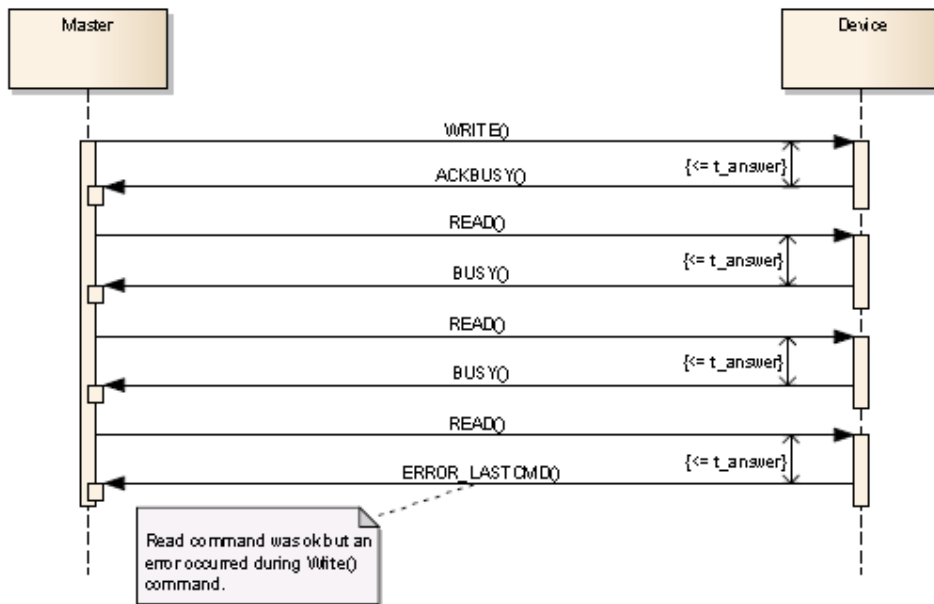 Master Device
WRITE()
{<= t_answer}
ACKBUSY()
READ()
{<= t_answer}
BUSY()
READ()
{<= t_answer}
BUSY()
READ()
{<= t_answer}
ERROR_LASTCMD()
Read command was ok but an
error occurred during Write()
command.